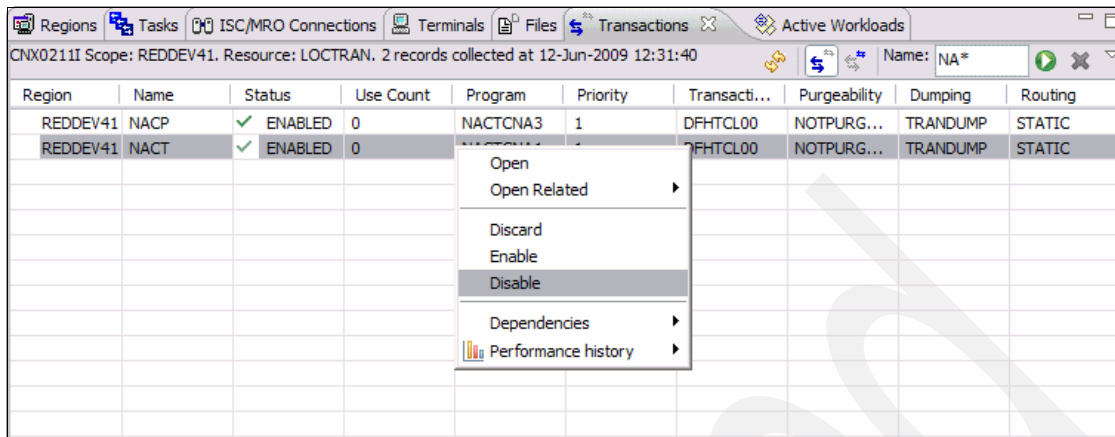 Regions Tasks ISC/MRO Connections Terminals Files Transactions Active Workloads
CNX0211I Scope: REDDEV41. Resource: LOCTRAN. 2 records collected at 12-Jun-2009 12:31:40 Name: NA*
Region Name Status Use Count Program Priority Transacti... Purgeability Dumping Routing
REDDEV41 NACP ENABLED 0 NACTCNA3 1 DFHTCL00 NOTPURG... TRANDUMP STATIC
REDDEV41 NACT ENABLED 0 DFHTCL00 NOTPURG... TRANDUMP STATIC
Open
Open Related
Discard
Enable
Disable
Dependencies
Performance history